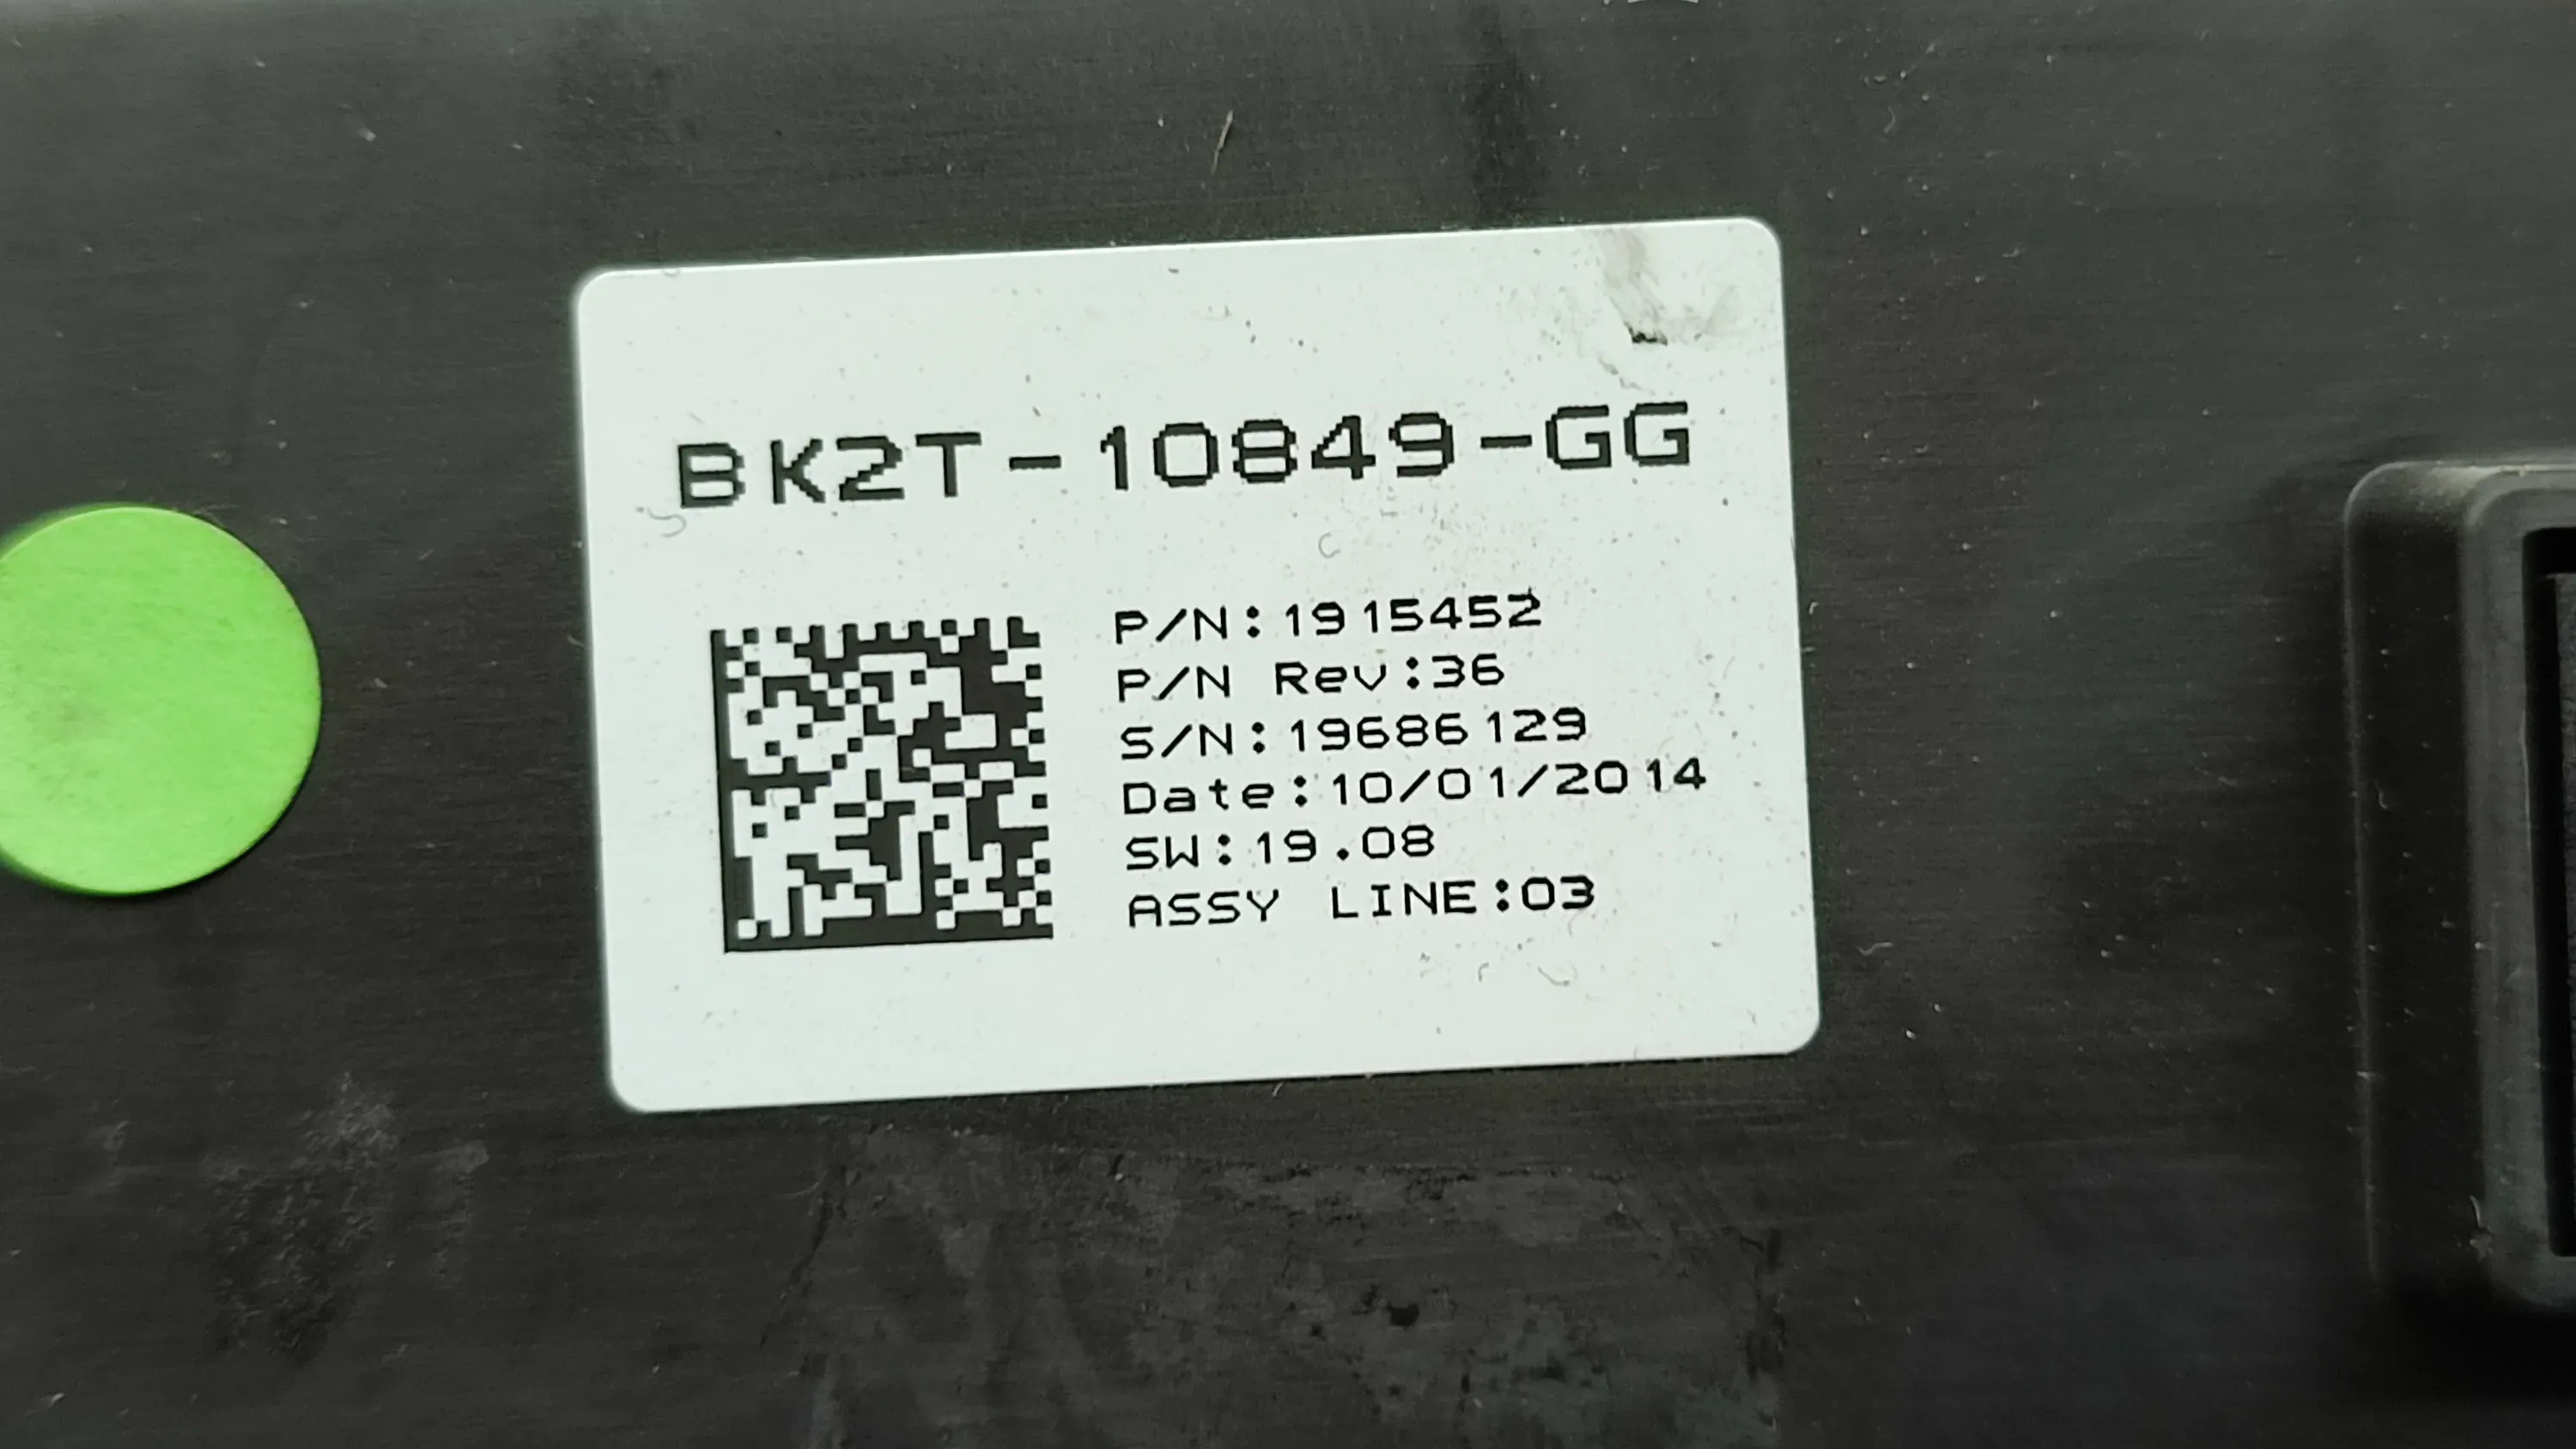 BK2T-10849-GG
P/N:1915452
P/N Rev:36
S/N:19686129
Date:10/01/2014
SW:19.08
ASSY LINE:03